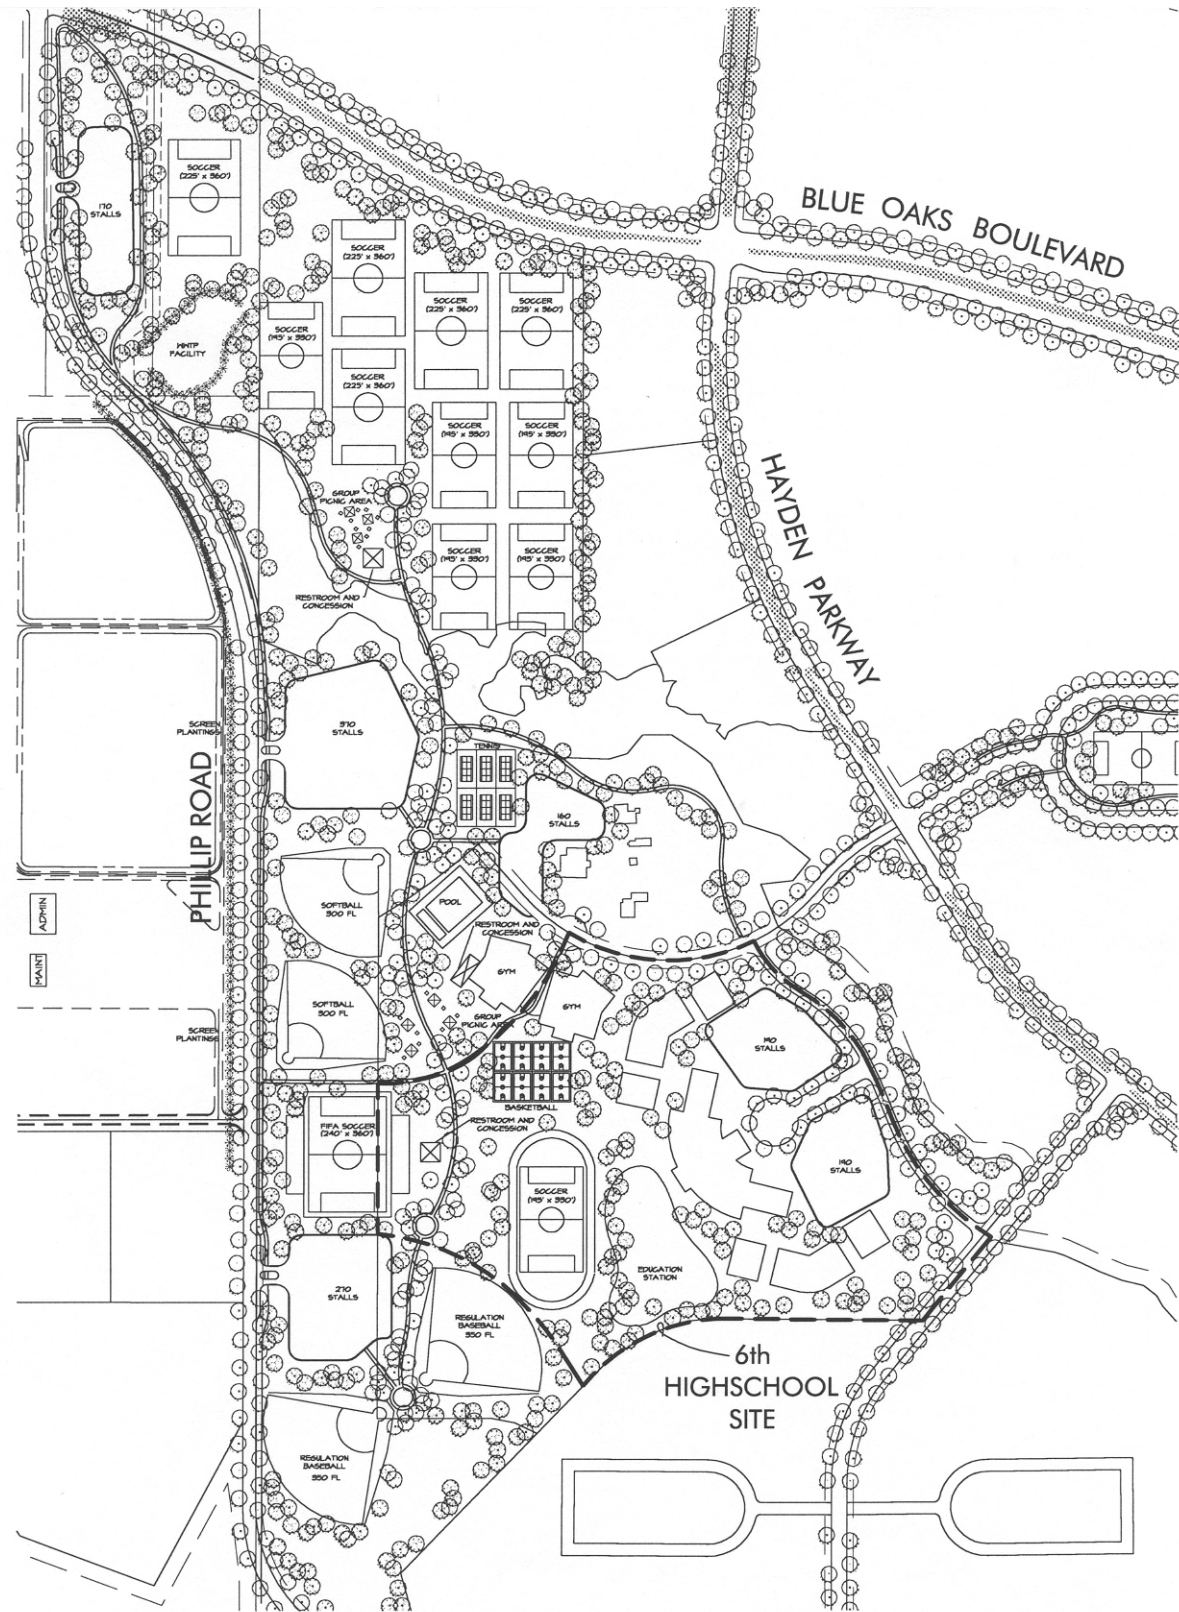 SOCCER
(225' x 360')
170
STALLS
BLUE OAKS BOULEVARD
SOCCER
(225' x 360')
SOCCER
(225' x 360')
SOCCER
(225' x 360')
SOCCER
(195' x 330')
WWTP
FACILITY
SOCCER
(225' x 360')
SOCCER
(195' x 330')
SOCCER
(195' x 330')
HAYDEN PARKWAY
GROUP
PICNIC AREA
SOCCER
(195' x 330')
SOCCER
(195' x 330')
RESTROOM AND
CONCESSION
SCREEN
PLANTINGS
370
STALLS
TENNIS
PHILLIP ROAD
160
STALLS
ADMIN
SOFTBALL
300 FL
POOL
RESTROOM AND
CONCESSION
MAINT
GYM
GYM
SOFTBALL
300 FL
GROUP
PICNIC AREA
SCREEN
PLANTINGS
190
STALLS
BASKETBALL
FIFA SOCCER
(240' x 360')
RESTROOM AND
CONCESSION
190
STALLS
SOCCER
(195' x 330')
EDUCATION
STATION
270
STALLS
REGULATION
BASEBALL
350 FL
6th
HIGHSCHOOL
SITE
REGULATION
BASEBALL
350 FL